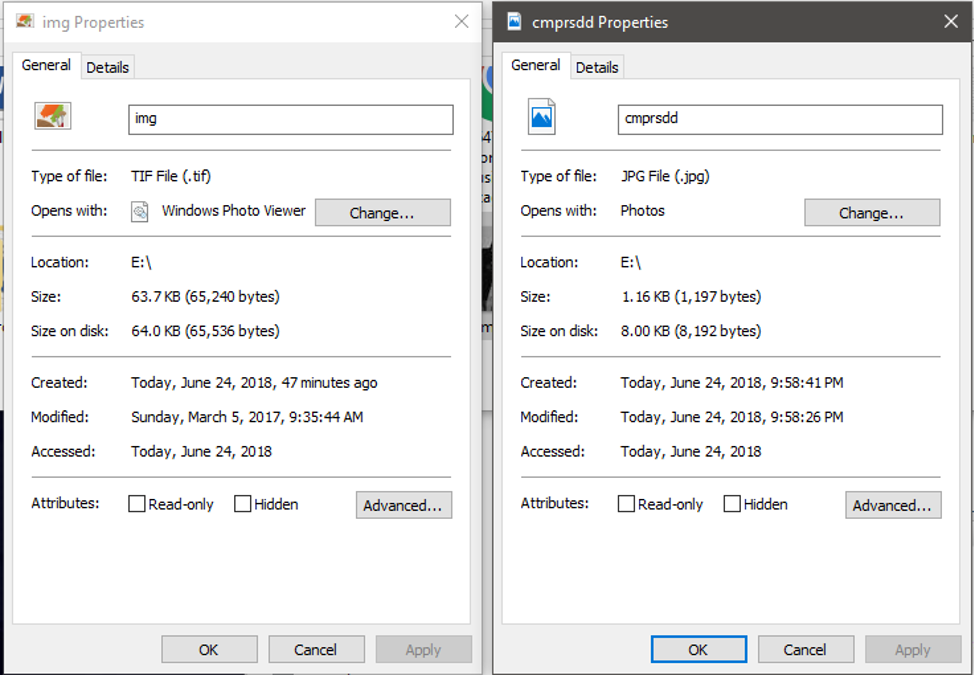 img Properties
General
Details
img
Type of file: TIF File (.tif)
Opens with: Windows Photo Viewer Change...
Location: E:\
Size: 63.7 KB (65,240 bytes)
Size on disk: 64.0 KB (65,536 bytes)
Created: Today, June 24, 2018, 47 minutes ago
Modified: Sunday, March 5, 2017, 9:35:44 AM
Accessed: Today, June 24, 2018
Attributes: Read-only Hidden Advanced...
OK Cancel Apply
cmprsdd Properties
General
Details
cmprsdd
Type of file: JPG File (.jpg)
Opens with: Photos Change...
Location: E:\
Size: 1.16 KB (1,197 bytes)
Size on disk: 8.00 KB (8,192 bytes)
Created: Today, June 24, 2018, 9:58:41 PM
Modified: Today, June 24, 2018, 9:58:26 PM
Accessed: Today, June 24, 2018
Attributes: Read-only Hidden Advanced...
OK Cancel Apply